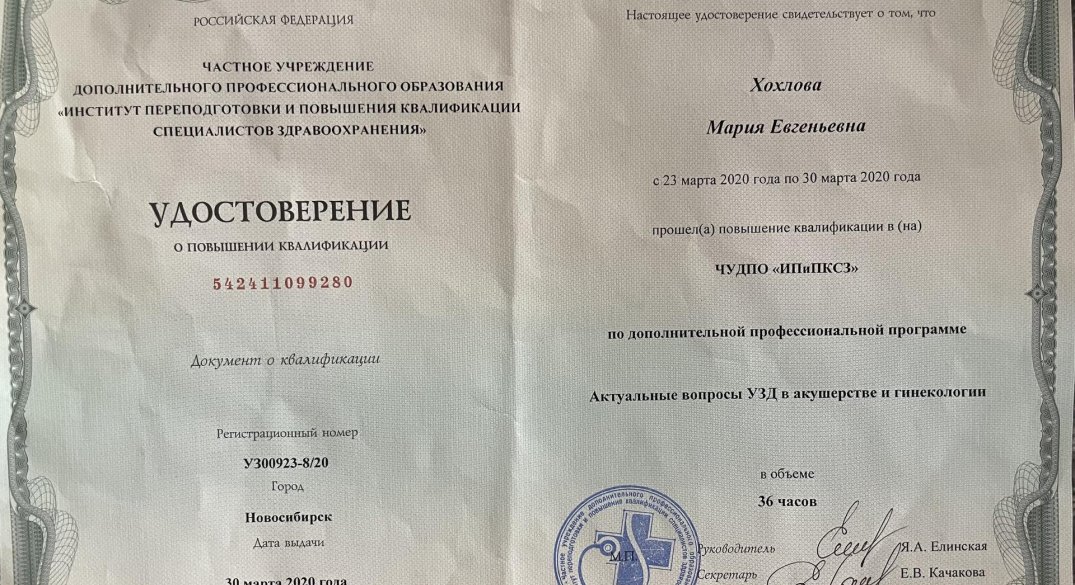 РОССИЙСКАЯ ФЕДЕРАЦИЯ
ЧАСТНОЕ УЧРЕЖДЕНИЕ
ДОПОЛНИТЕЛЬНОГО ПРОФЕССИОНАЛЬНОГО ОБРАЗОВАНИЯ
«ИНСТИТУТ ПЕРЕПОДГОТОВКИ И ПОВЫШЕНИЯ КВАЛИФИКАЦИИ
СПЕЦИАЛИСТОВ ЗДРАВООХРАНЕНИЯ»
УДОСТОВЕРЕНИЕ
О ПОВЫШЕНИИ КВАЛИФИКАЦИИ
542411099280
Документ о квалификации
Регистрационный номер
УЗ00923-8/20
Город
Новосибирск
Дата выдачи
30 марта 2020 года
Настоящее удостоверение свидетельствует о том, что
Хохлова
Мария Евгеньевна
с 23 марта 2020 года по 30 марта 2020 года
прошел(а) повышение квалификации в (на)
ЧУДПО «ИПиПКСЗ»
по дополнительной профессиональной программе
Актуальные вопросы УЗД в акушерстве и гинекологии
в объеме
36 часов
М.П.
Руководитель
Я.А. Елинская
Секретарь
Е.В. Качакова